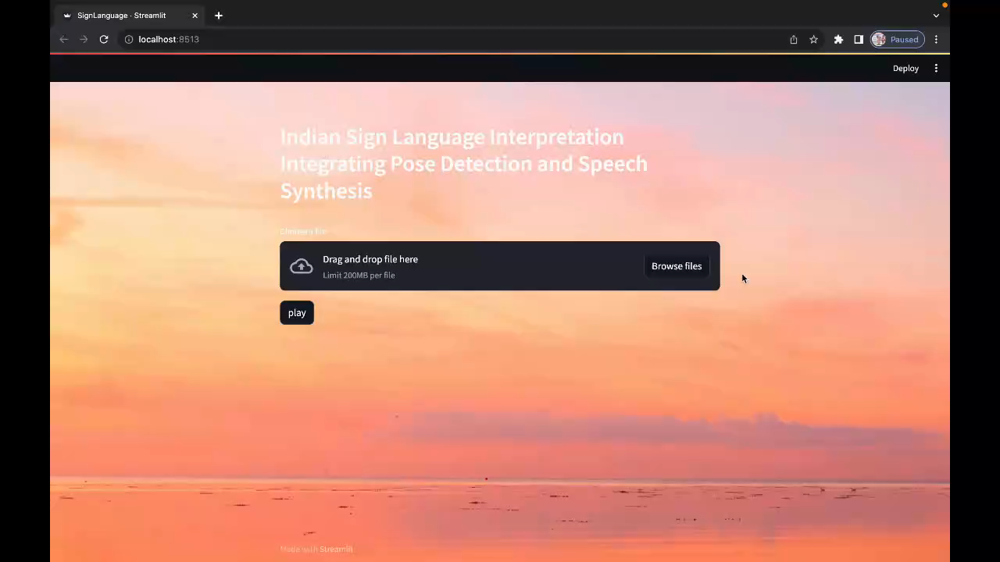 SignLanguage · Streamlit
localhost:8513
Paused
Deploy
Indian Sign Language Interpretation
Integrating Pose Detection and Speech
Synthesis
Choose a file
Drag and drop file here
Limit 200MB per file
Browse files
play
Made with Streamlit